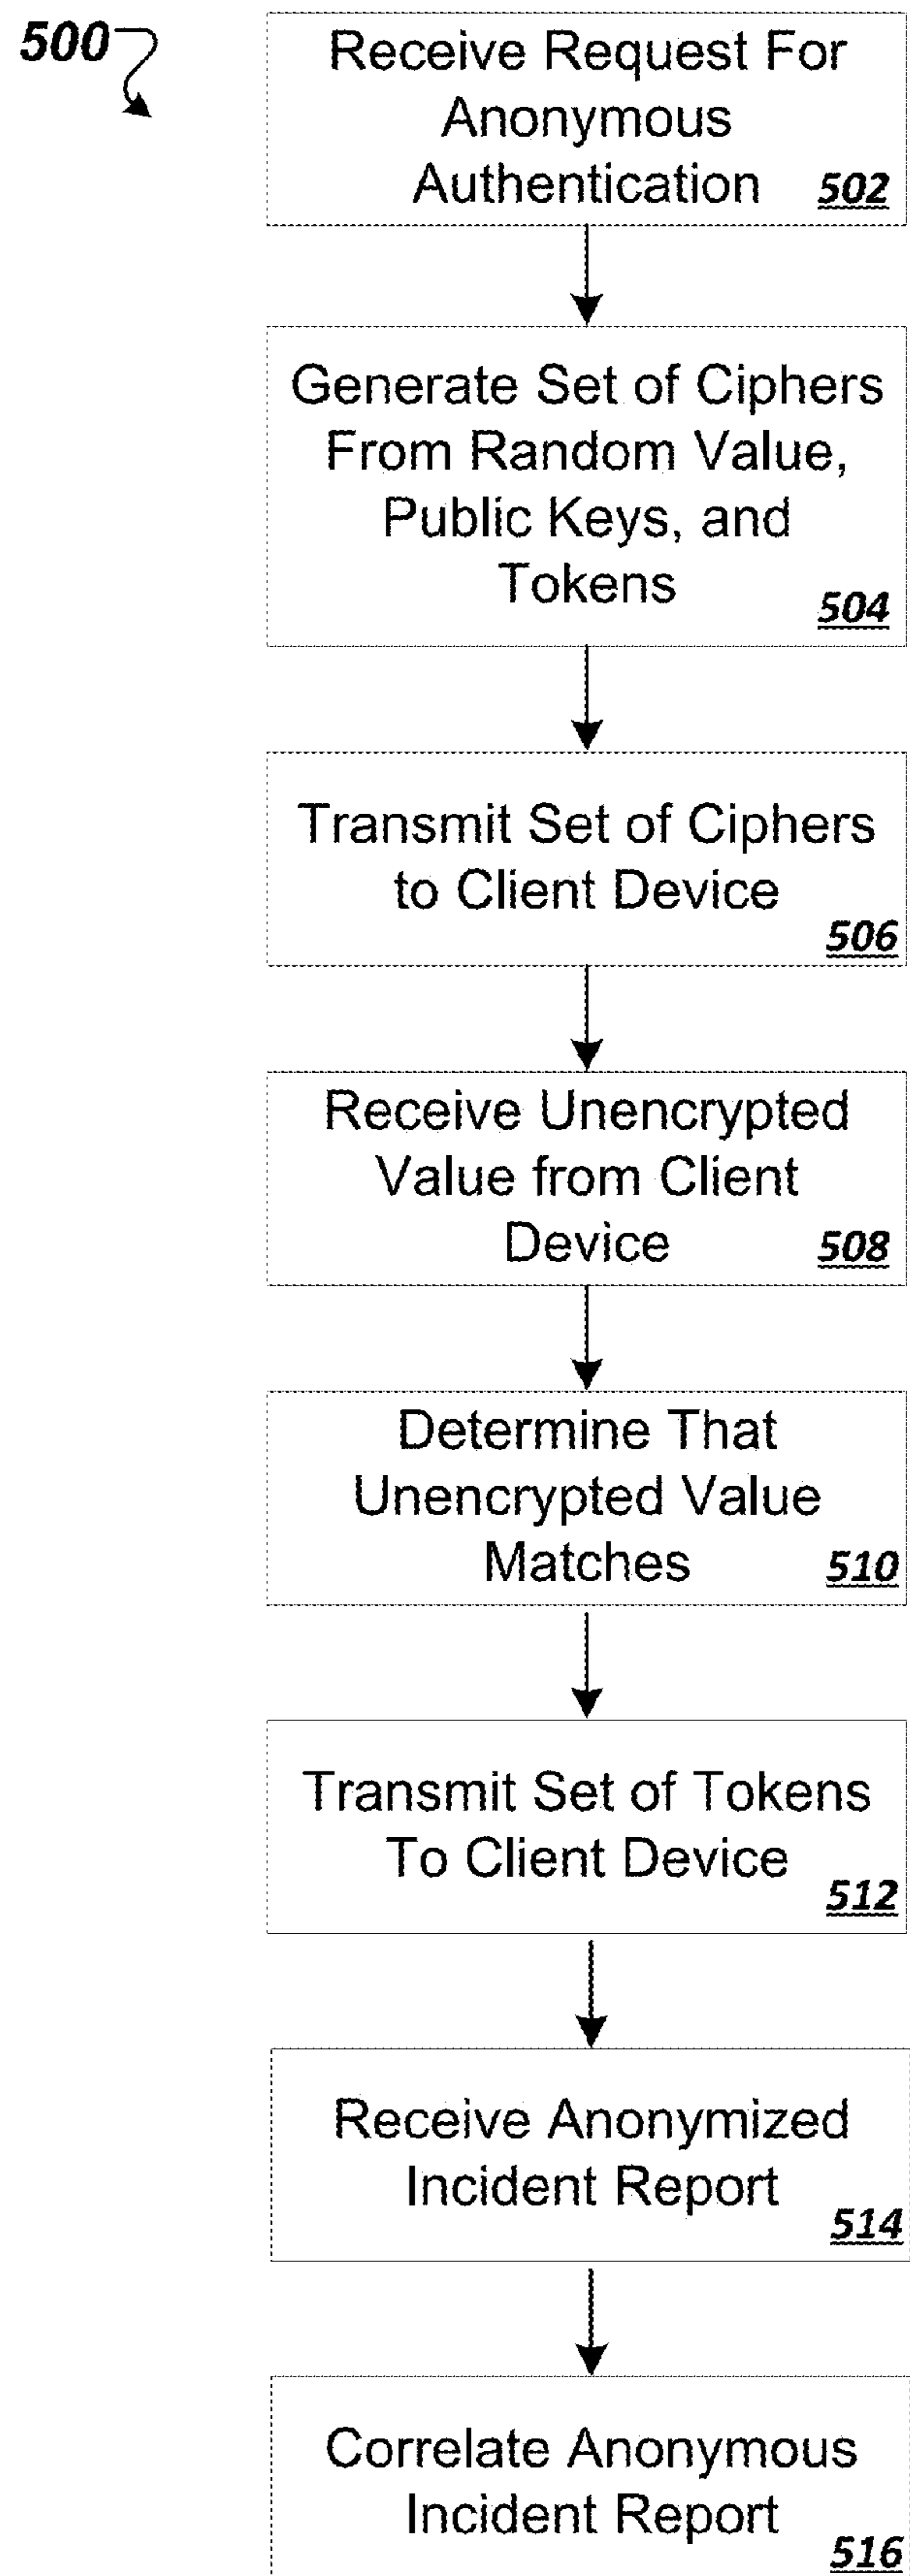 500
Receive Request For
Anonymous
Authentication 502
Generate Set of Ciphers
From Random Value,
Public Keys, and
Tokens
504
Transmit Set of Ciphers
to Client Device
506
Receive Unencrypted
Value from Client
Device 508
Determine That
Unencrypted Value
Matches 510
Transmit Set of Tokens
To Client Device
512
Receive Anonymized
Incident Report
514
Correlate Anonymous
Incident Report
516